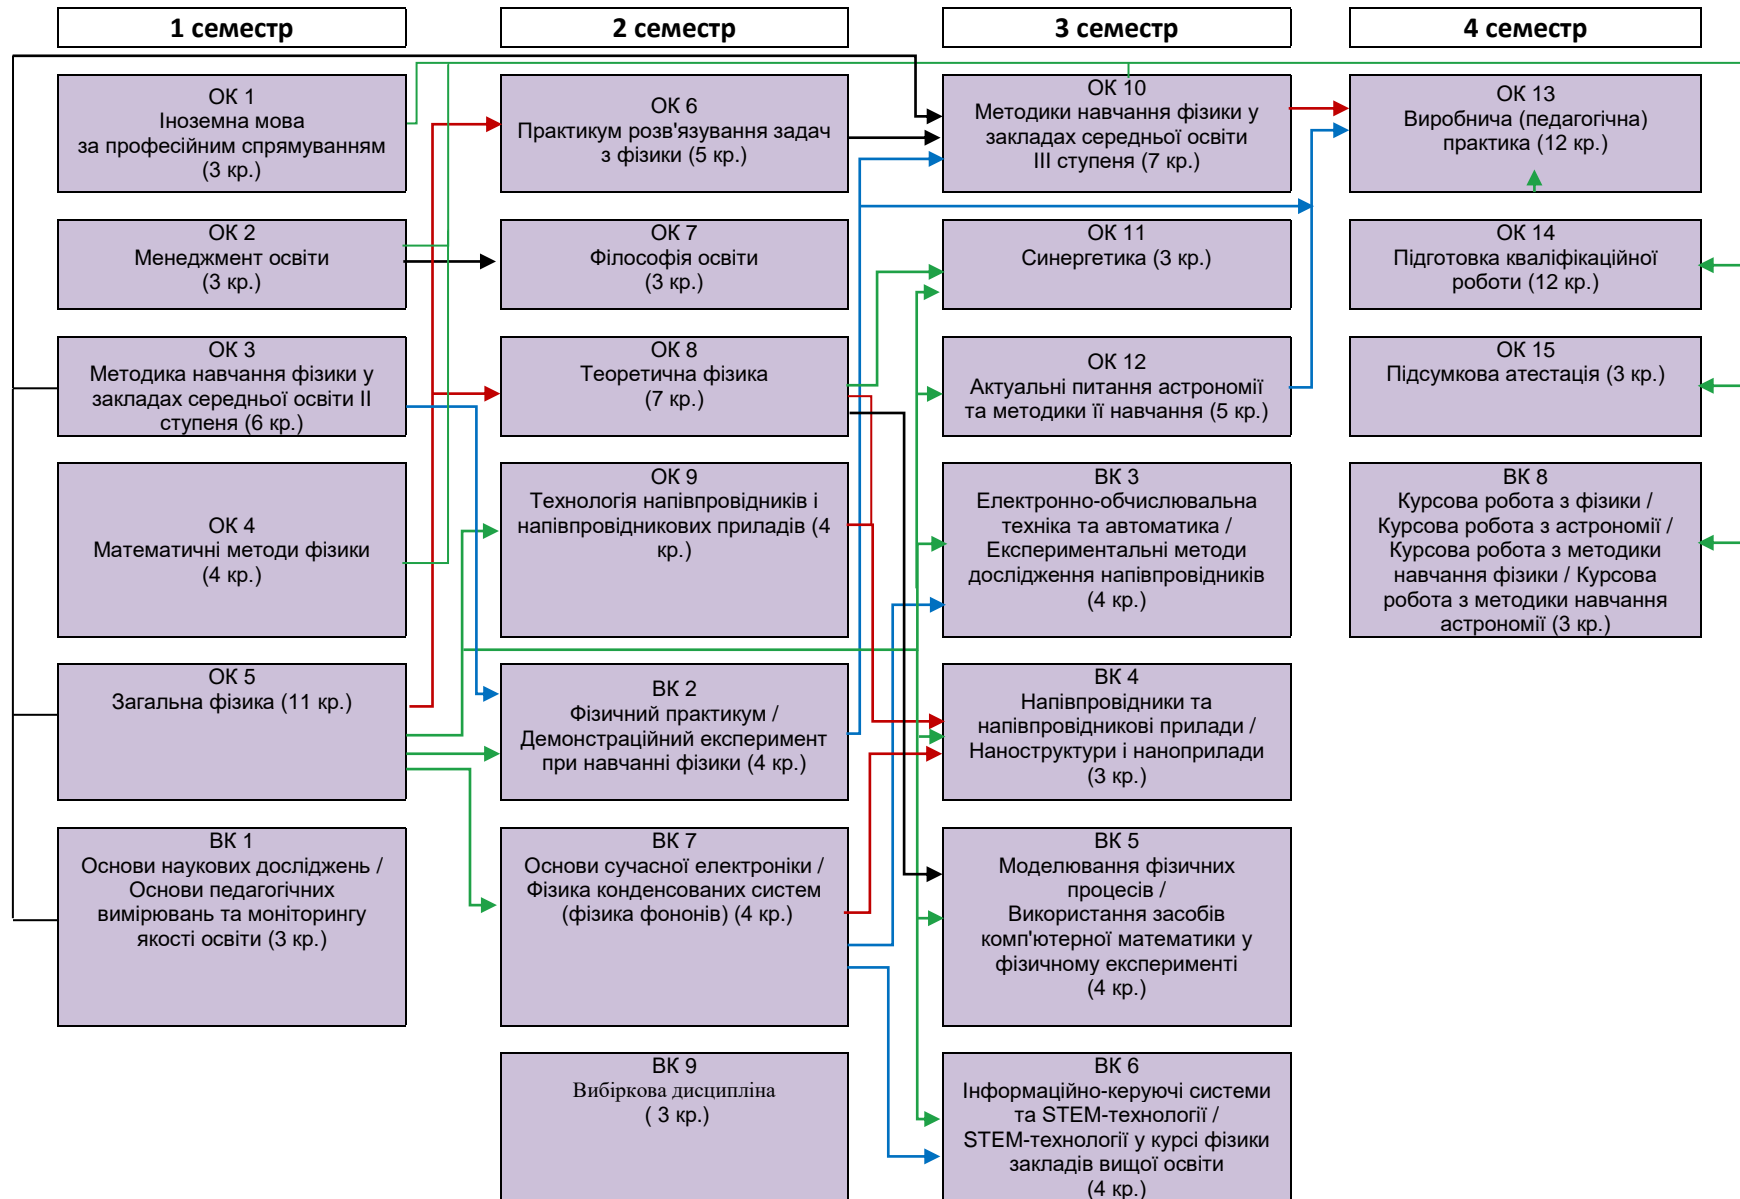 1 семестр
2 семестр
3 семестр
4 семестр
ОК 1
Іноземна мова
за професійним спрямуванням
(3 кр.)
ОК 2
Менеджмент освіти
(3 кр.)
ОК 3
Методика навчання фізики у
закладах середньої освіти ІІ
ступеня (6 кр.)
ОК 4
Математичні методи фізики
(4 кр.)
ОК 5
Загальна фізика (11 кр.)
ВК 1
Основи наукових досліджень /
Основи педагогічних
вимірювань та моніторингу
якості освіти (3 кр.)
ОК 6
Практикум розв'язування задач
з фізики (5 кр.)
ОК 7
Філософія освіти
(3 кр.)
ОК 8
Теоретична фізика
(7 кр.)
ОК 9
Технологія напівпровідників і
напівпровідникових приладів (4
кр.)
ВК 2
Фізичний практикум /
Демонстраційний експеримент
при навчанні фізики (4 кр.)
ВК 7
Основи сучасної електроніки /
Фізика конденсованих систем
(фізика фононів) (4 кр.)
ВК 9
Вибіркова дисципліна
( 3 кр.)
ОК 10
Методики навчання фізики у
закладах середньої освіти
ІІІ ступеня (7 кр.)
ОК 11
Синергетика (3 кр.)
ОК 12
Актуальні питання астрономії
та методики її навчання (5 кр.)
ВК 3
Електронно-обчислювальна
техніка та автоматика /
Експериментальні методи
дослідження напівпровідників
(4 кр.)
ВК 4
Напівпровідники та
напівпровідникові прилади /
Наноструктури і наноприлади
(3 кр.)
ВК 5
Моделювання фізичних
процесів /
Використання засобів
комп'ютерної математики у
фізичному експерименті
(4 кр.)
ВК 6
Інформаційно-керуючі системи
та STEM-технології /
STEM-технології у курсі фізики
закладів вищої освіти
(4 кр.)
ОК 13
Виробнича (педагогічна)
практика (12 кр.)
ОК 14
Підготовка кваліфікаційної
роботи (12 кр.)
ОК 15
Підсумкова атестація (3 кр.)
ВК 8
Курсова робота з фізики /
Курсова робота з астрономії /
Курсова робота з методики
навчання фізики / Курсова
робота з методики навчання
астрономії (3 кр.)